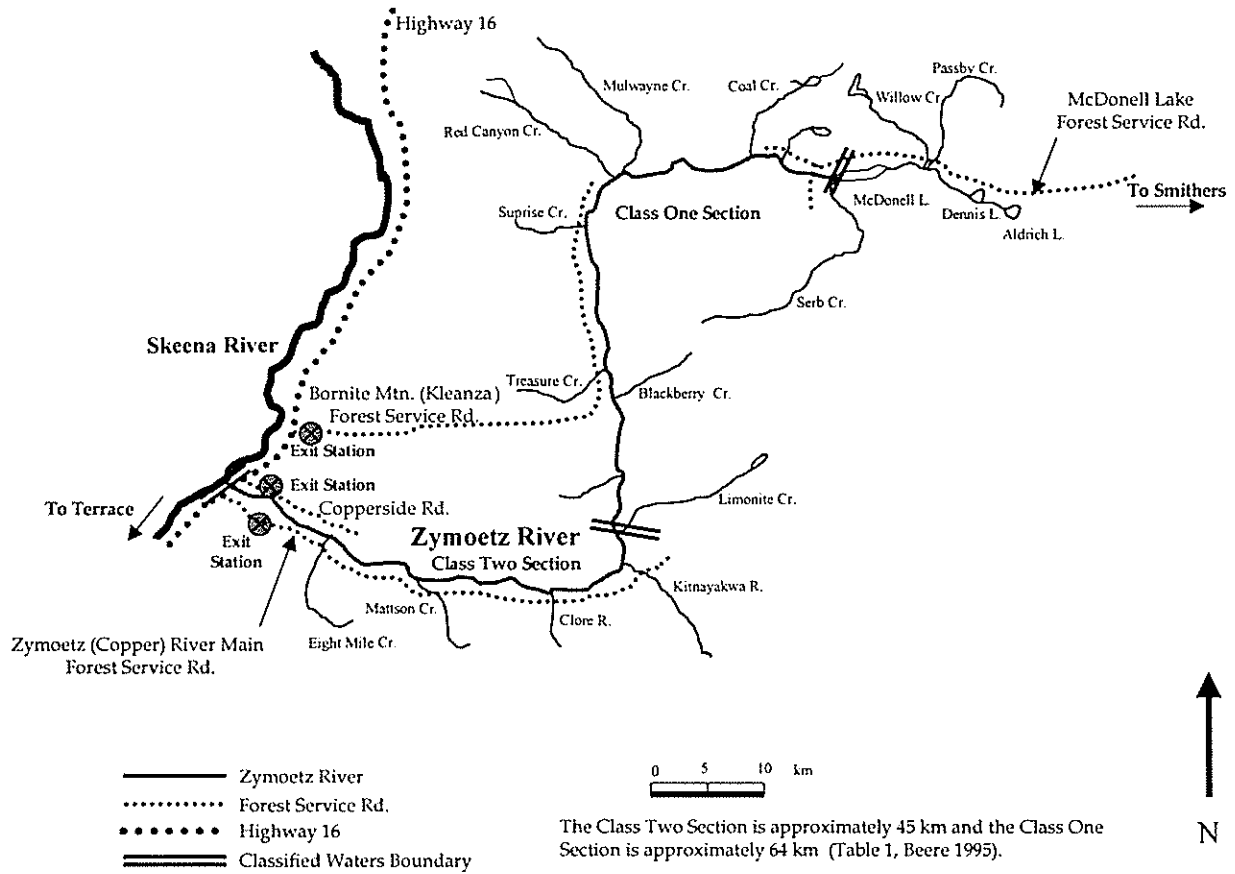 Highway 16
Mulwayne Cr.
Coal Cr.
Passby Cr.
Willow Cr.
McDonell Lake
Forest Service Rd.
Red Canyon Cr.
To Smithers
Suprise Cr.
Class One Section
McDonell L.
Dennis L.
Aldrich L.
Serb Cr.
Skeena River
Treasure Cr.
Blackberry Cr.
Bornite Mtn. (Kleanza)
Forest Service Rd.
Exit Station
Exit Station
To Terrace
Copperside Rd.
Limonite Cr.
Exit
Station
Zymoetz River
Class Two Section
Kitnayakwa R.
Mattson Cr.
Clore R.
Eight Mile Cr.
Zymoetz (Copper) River Main
Forest Service Rd.
Zymoetz River
Forest Service Rd.
Highway 16
Classified Waters Boundary
0 5 10 km
The Class Two Section is approximately 45 km and the Class One
Section is approximately 64 km (Table 1, Beere 1995).
N